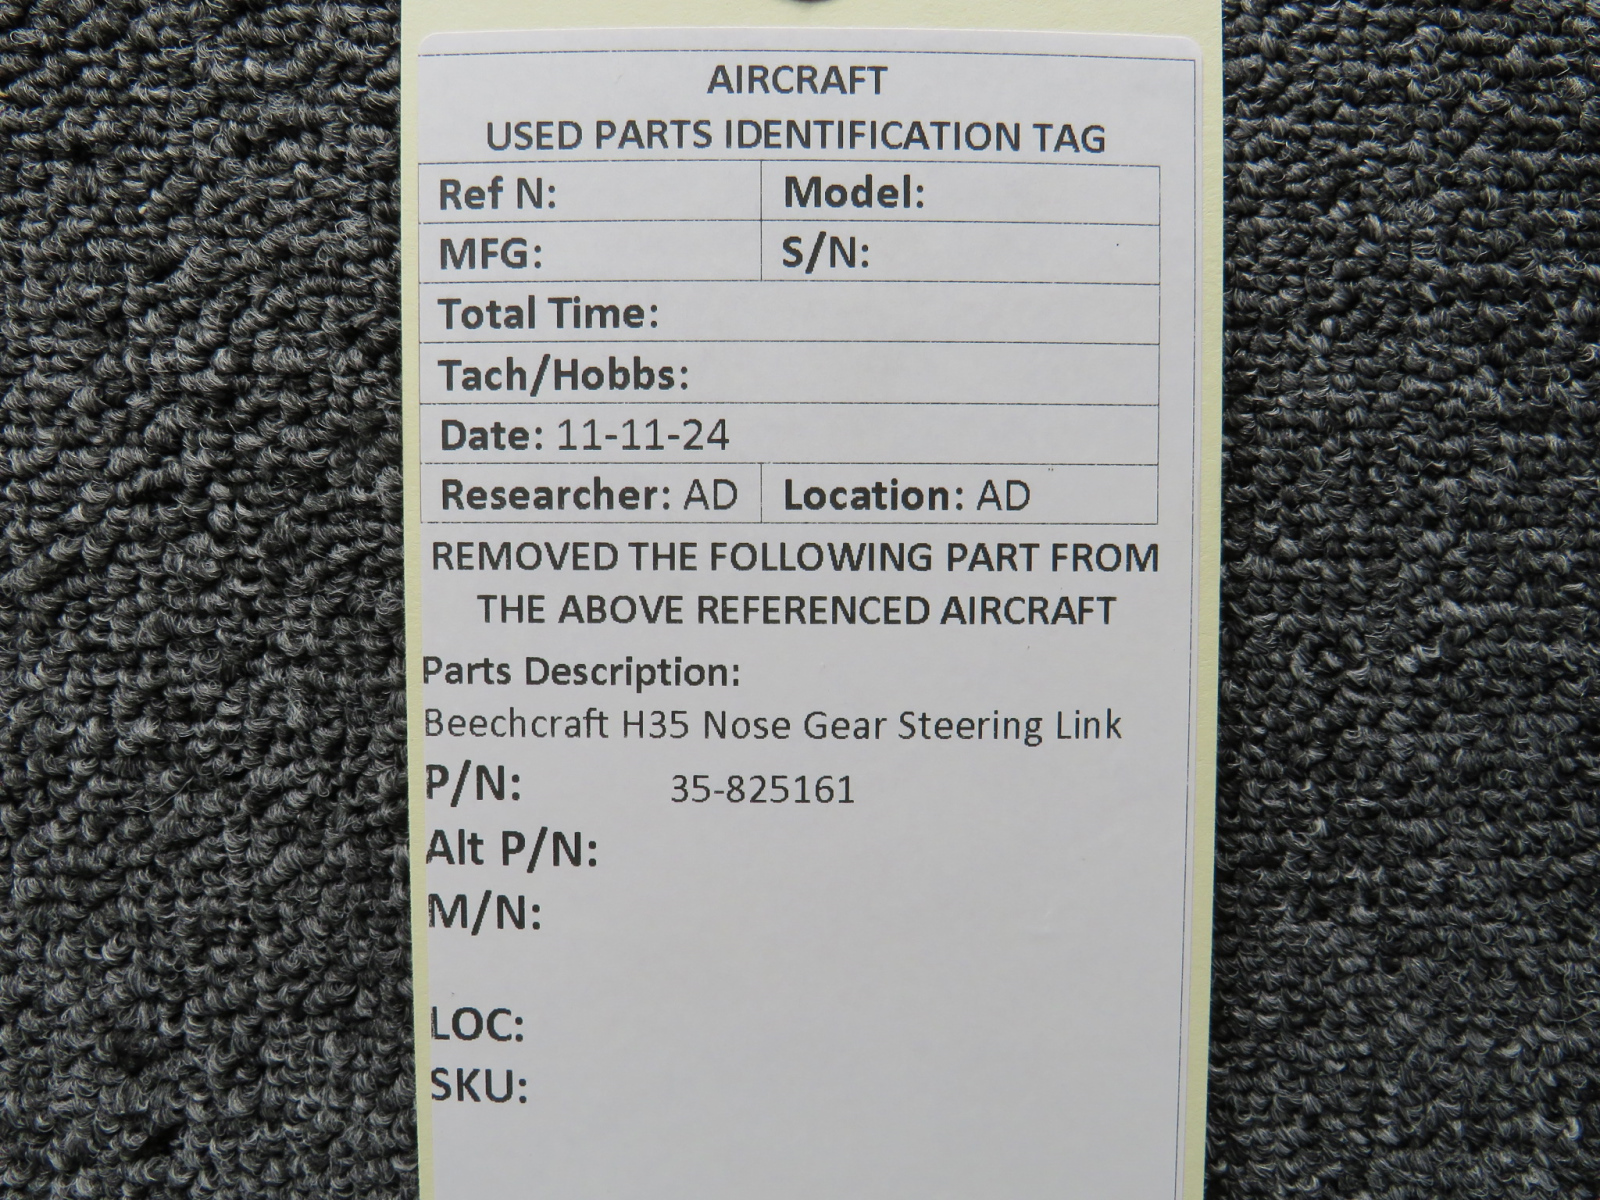 AIRCRAFT
USED PARTS IDENTIFICATION TAG
Ref N: Model:
MFG: S/N:
Total Time:
Tach/Hobbs:
Date: 11-11-24
Researcher: AD Location: AD
REMOVED THE FOLLOWING PART FROM
THE ABOVE REFERENCED AIRCRAFT
Parts Description:
Beechcraft H35 Nose Gear Steering Link
P/N: 35-825161
Alt P/N:
M/N:
LOC:
SKU: